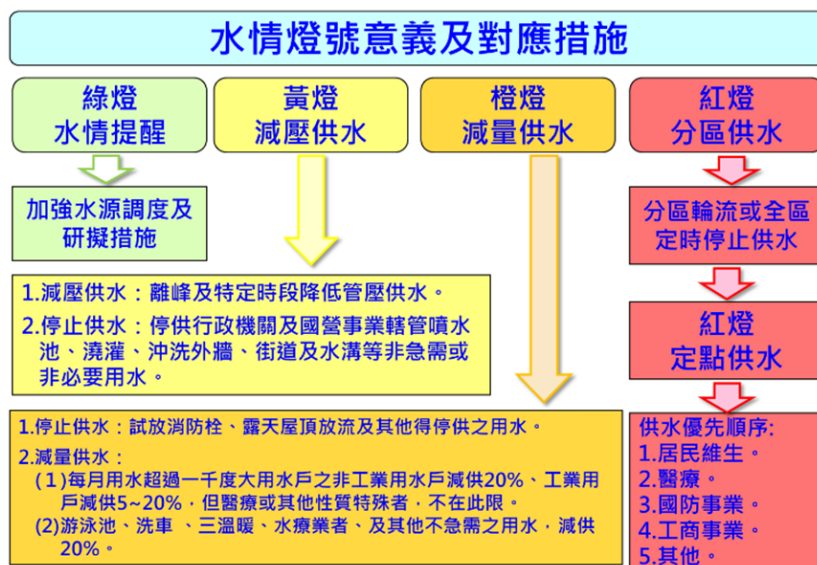 水情燈號意義及對應措施
綠燈
水情提醒
黃燈
減壓供水
橙燈
減量供水
紅燈
分區供水
加強水源調度及
研擬措施
分區輪流或全區
定時停止供水
1.減壓供水：離峰及特定時段降低管壓供水。
2.停止供水：停供行政機關及國營事業轄管噴水
池、澆灌、沖洗外牆、街道及水溝等非急需或
非必要用水。
紅燈
定點供水
1.停止供水：試放消防栓、露天屋頂放流及其他得停供之用水。
2.減量供水：
(１)每月用水超過一千度大用水戶之非工業用水戶減供20%、工業用
戶減供5~20%，但醫療或其他性質特殊者，不在此限。
(2)游泳池、洗車 、三溫暖、水療業者、及其他不急需之用水，減供
20%。
供水優先順序:
1.居民維生。
2.醫療。
3.國防事業。
4.工商事業。
5.其他。